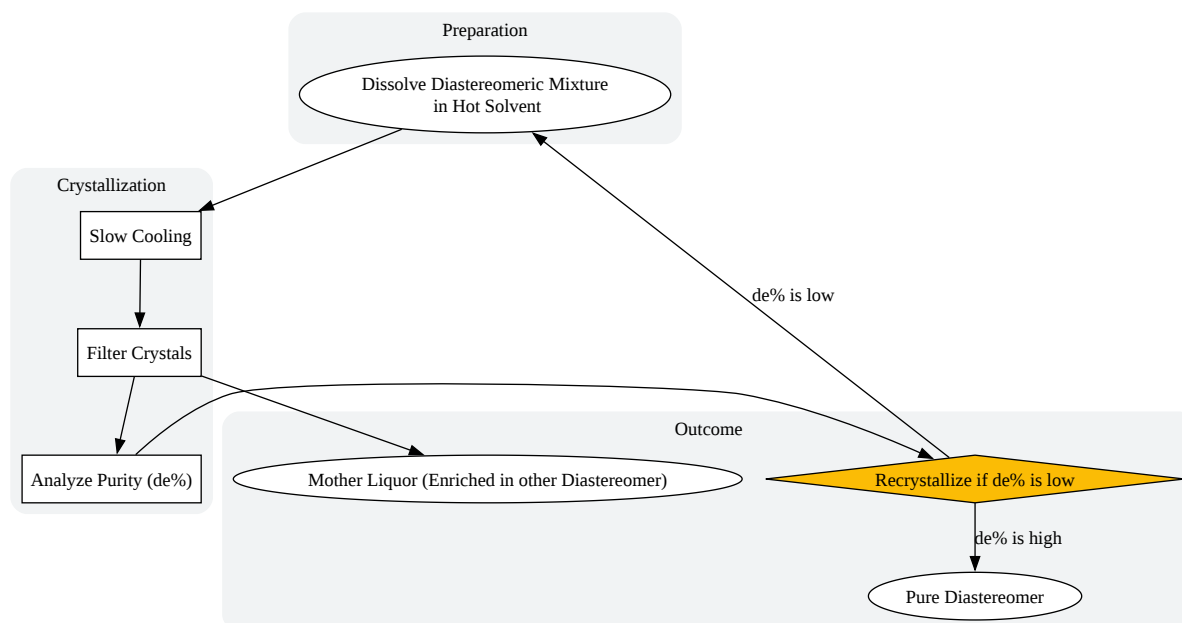 Preparation
Dissolve Diastereomeric Mixture
in Hot Solvent
Crystallization
Slow Cooling
de% is low
Filter Crystals
Outcome
Analyze Purity (de%)
Mother Liquor (Enriched in other Diastereomer)
Recrystallize if de% is low
de% is high
Pure Diastereomer